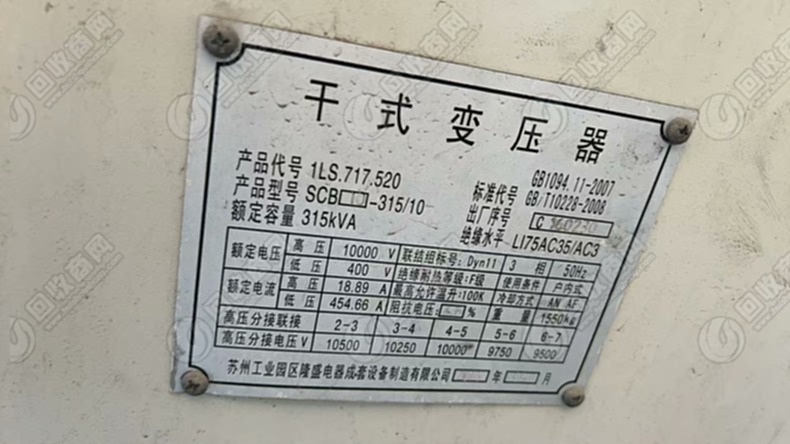 干式变压器
产品代号 1LS.717.520 标准代号 GB1094.11-2007
GB/T10228-2008
产品型号 SCB -315/10 出厂序号
额定容量 315kVA 绝缘水平 LI75AC35/AC3
额定电压 高压 10000 V 联结组标号: Dyn11 3 相 50Hz
低压 400 V 绝缘耐热等级: F级 使用条件 户内式
额定电流 高压 18.89 A 最高允许温升: 100K 冷却方式 AN AF
低压 454.66 A 阻抗电压: % 重量 1550kg
高压分接联接 2-3 3-4 4-5 5-6 6-7
高压分接电压 V 10500 10250 10000 9750 9500
苏州工业园区隆盛电器成套设备制造有限公司 年 月
回收商网